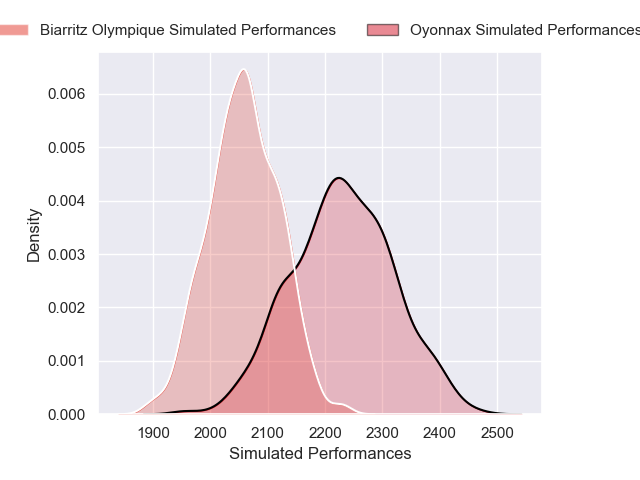 Biarritz Olympique Simulated Performances
Oyonnax Simulated Performances
0.006
0.005
0.004
0.003
0.002
0.001
0.000
Density
1900 2000 2100 2200 2300 2400 2500
Simulated Performances